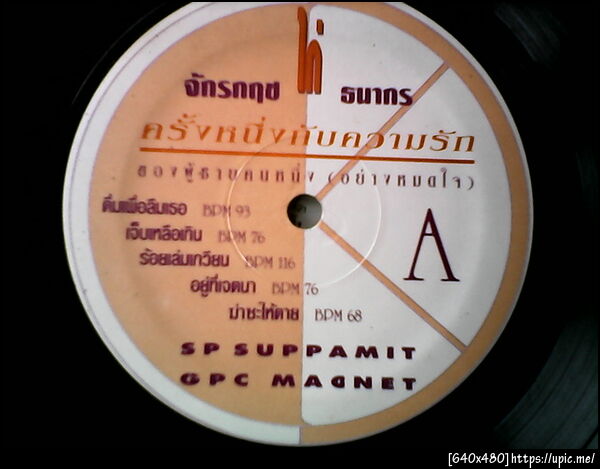 ไก่
จักรกฤช ธนากร
ครั้งหนึ่งกับความรัก
ของผู้ชายคนหนึ่ง (อย่างหมดใจ)
ดื่มเพื่อลืมเธอ BPM 93
เจ็บเหลือเกิน BPM 76
ร้อยเล่มเกวียน BPM 116
อยู่ที่เจตนา BPM 76
ฆ่าซะให้ตาย BPM 68
A
SP SUPPAMIT
GPC MAGNET
[640x480]https://upic.me/